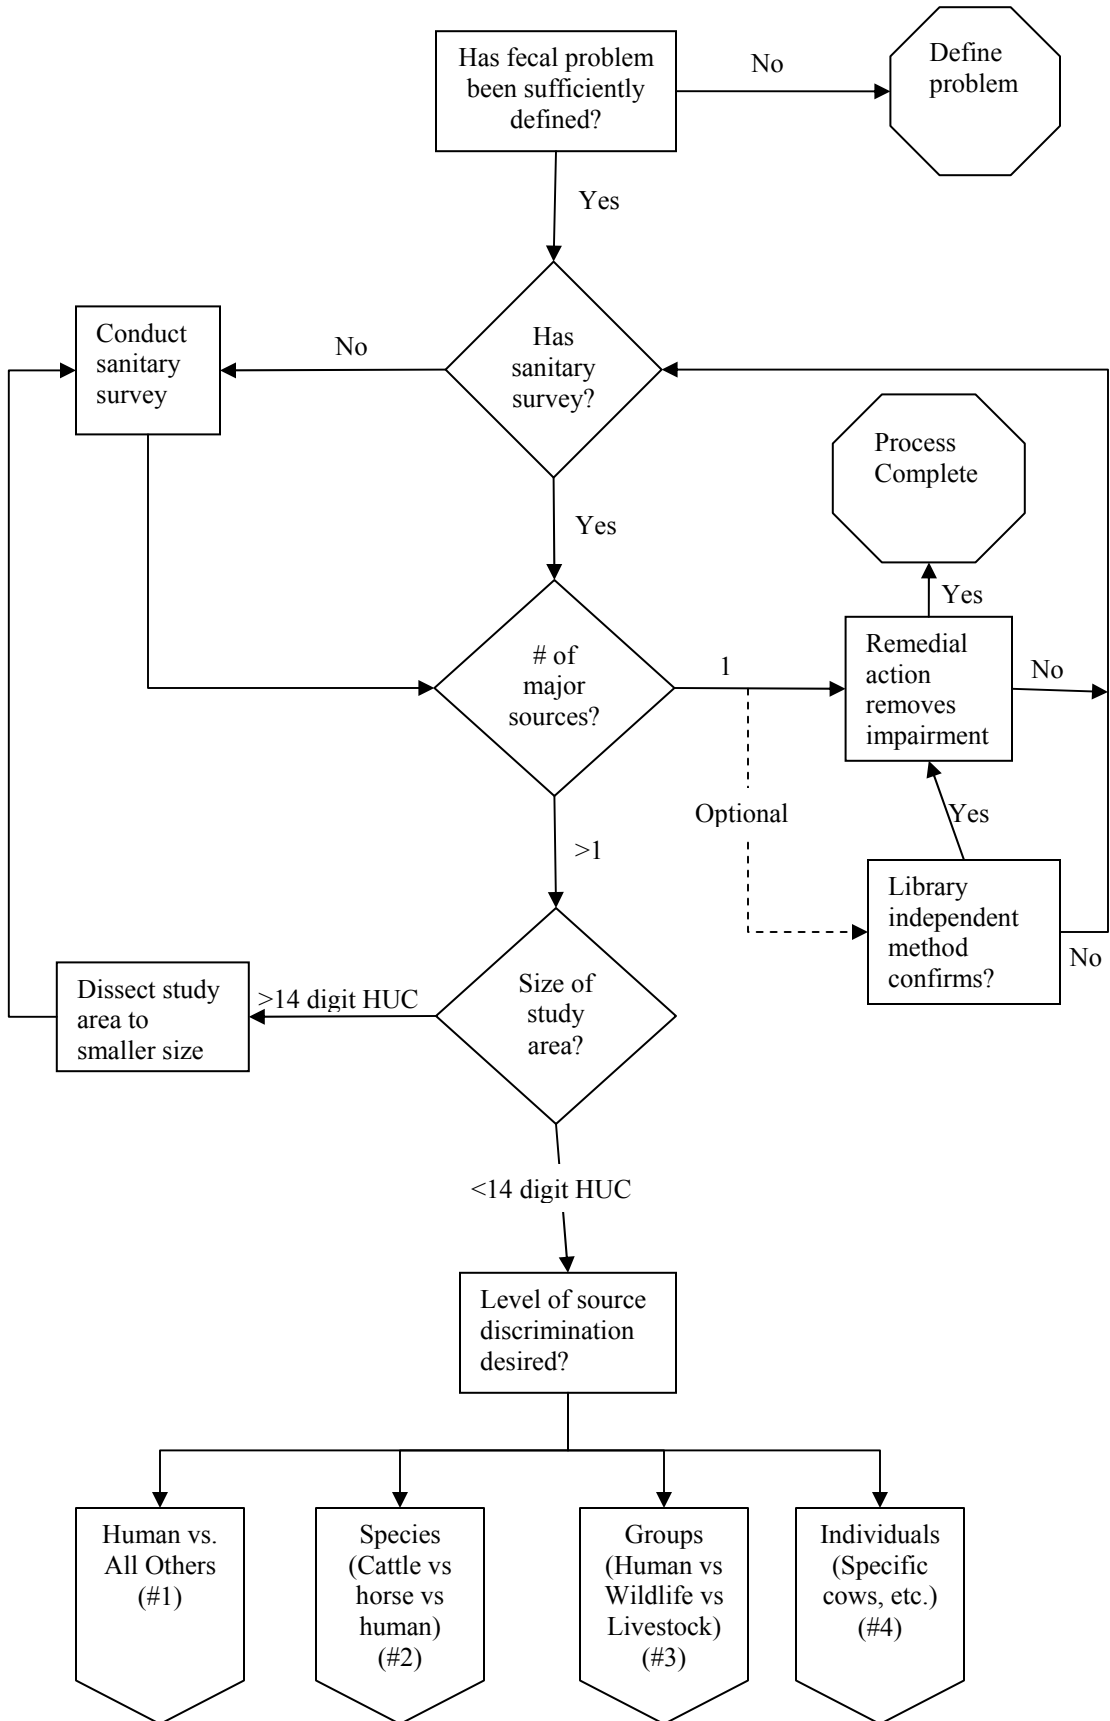 Has fecal problem
been sufficiently
defined?
No
Define
problem
Yes
Has
sanitary
survey?
No
Conduct
sanitary
survey
Process
Complete
Yes
Yes
# of
major
sources?
1
Remedial
action
removes
impairment
No
Optional
Yes
>1
Library
independent
method
confirms?
No
Size of
study
area?
>14 digit HUC
Dissect study
area to
smaller size
<14 digit HUC
Level of source
discrimination
desired?
Human vs.
All Others
(#1)
Species
(Cattle vs
horse vs
human)
(#2)
Groups
(Human vs
Wildlife vs
Livestock)
(#3)
Individuals
(Specific
cows, etc.)
(#4)